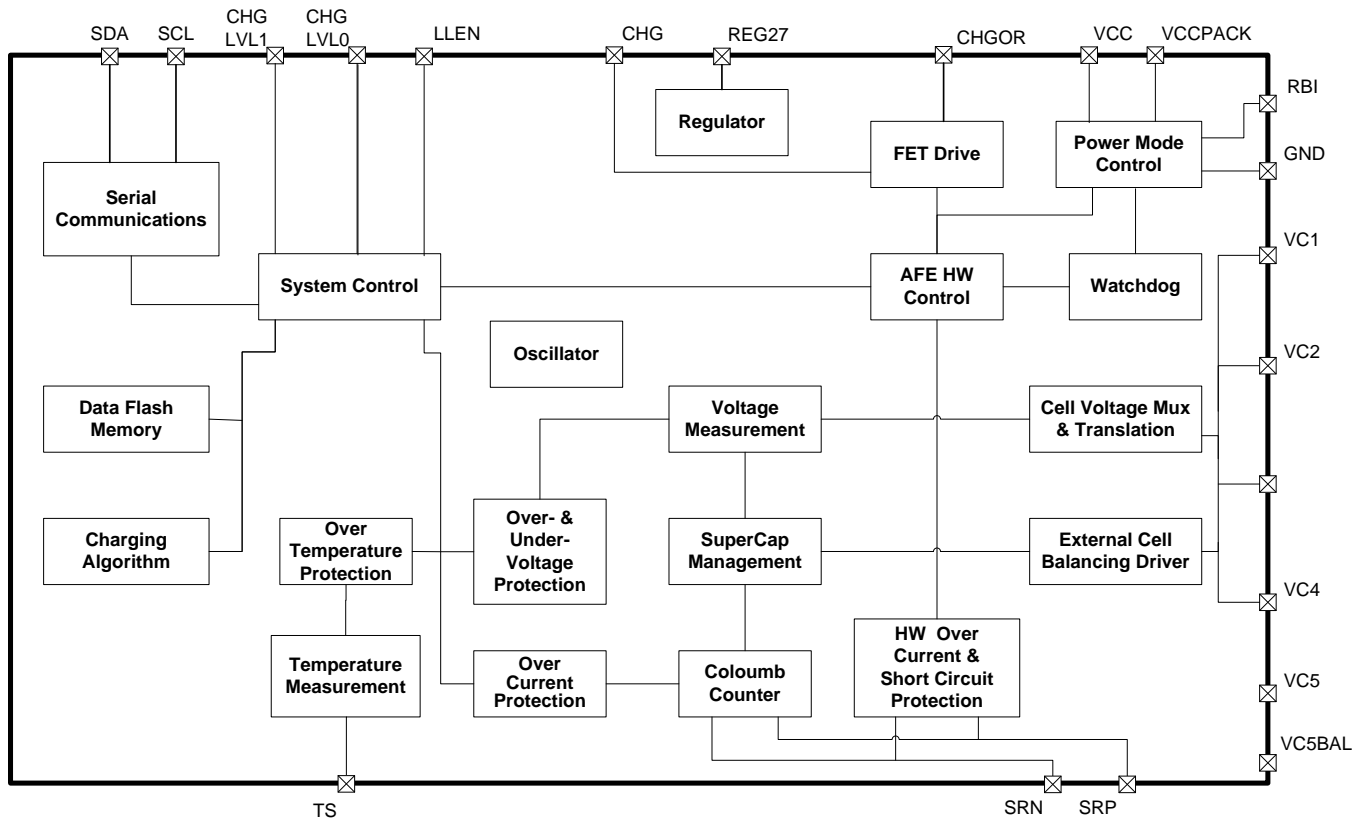 SDA
SCL
CHG
LVL1
CHG
LVL0
LLEN
CHG
REG27
CHGOR
VCC
VCCPACK
RBI
Regulator
FET Drive
Power Mode
Control
GND
Serial
Communications
VC1
System Control
AFE HW
Control
Watchdog
Oscillator
VC2
Data Flash
Memory
Voltage
Measurement
Cell Voltage Mux
& Translation
Charging
Algorithm
Over
Temperature
Protection
Over- &
Under-
Voltage
Protection
SuperCap
Management
External Cell
Balancing Driver
VC4
Temperature
Measurement
Over
Current
Protection
Coloumb
Counter
HW Over
Current &
Short Circuit
Protection
VC5
VC5BAL
TS
SRN
SRP